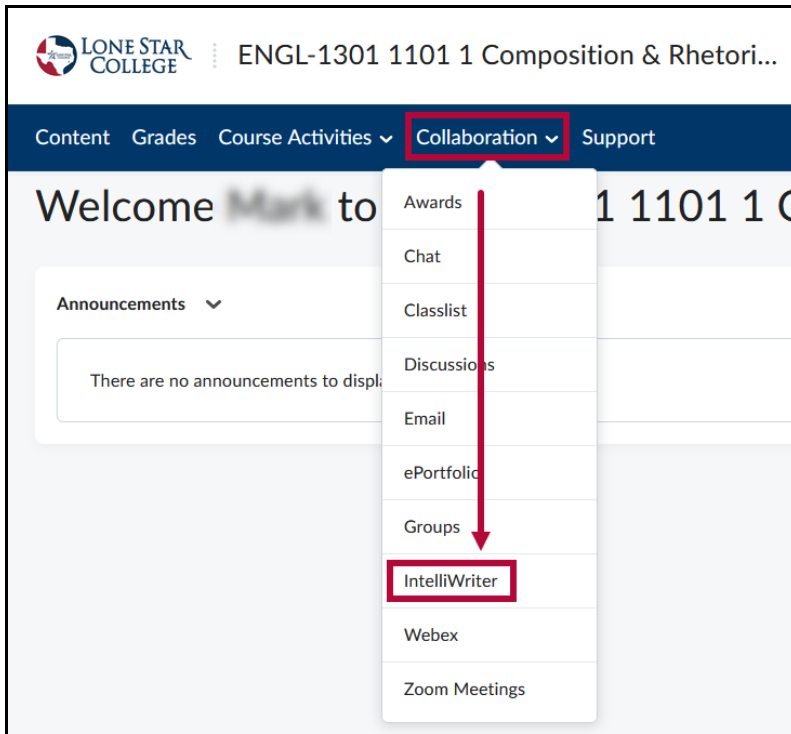 LONE STAR
COLLEGE
ENGL-1301 1101 1 Composition & Rhetori...
Content Grades Course Activities Collaboration Support
Welcome to 1 1101 1
Announcements
There are no announcements to displ
Awards
Chat
Classlist
Discussions
Email
ePortfolio
Groups
IntelliWriter
Webex
Zoom Meetings